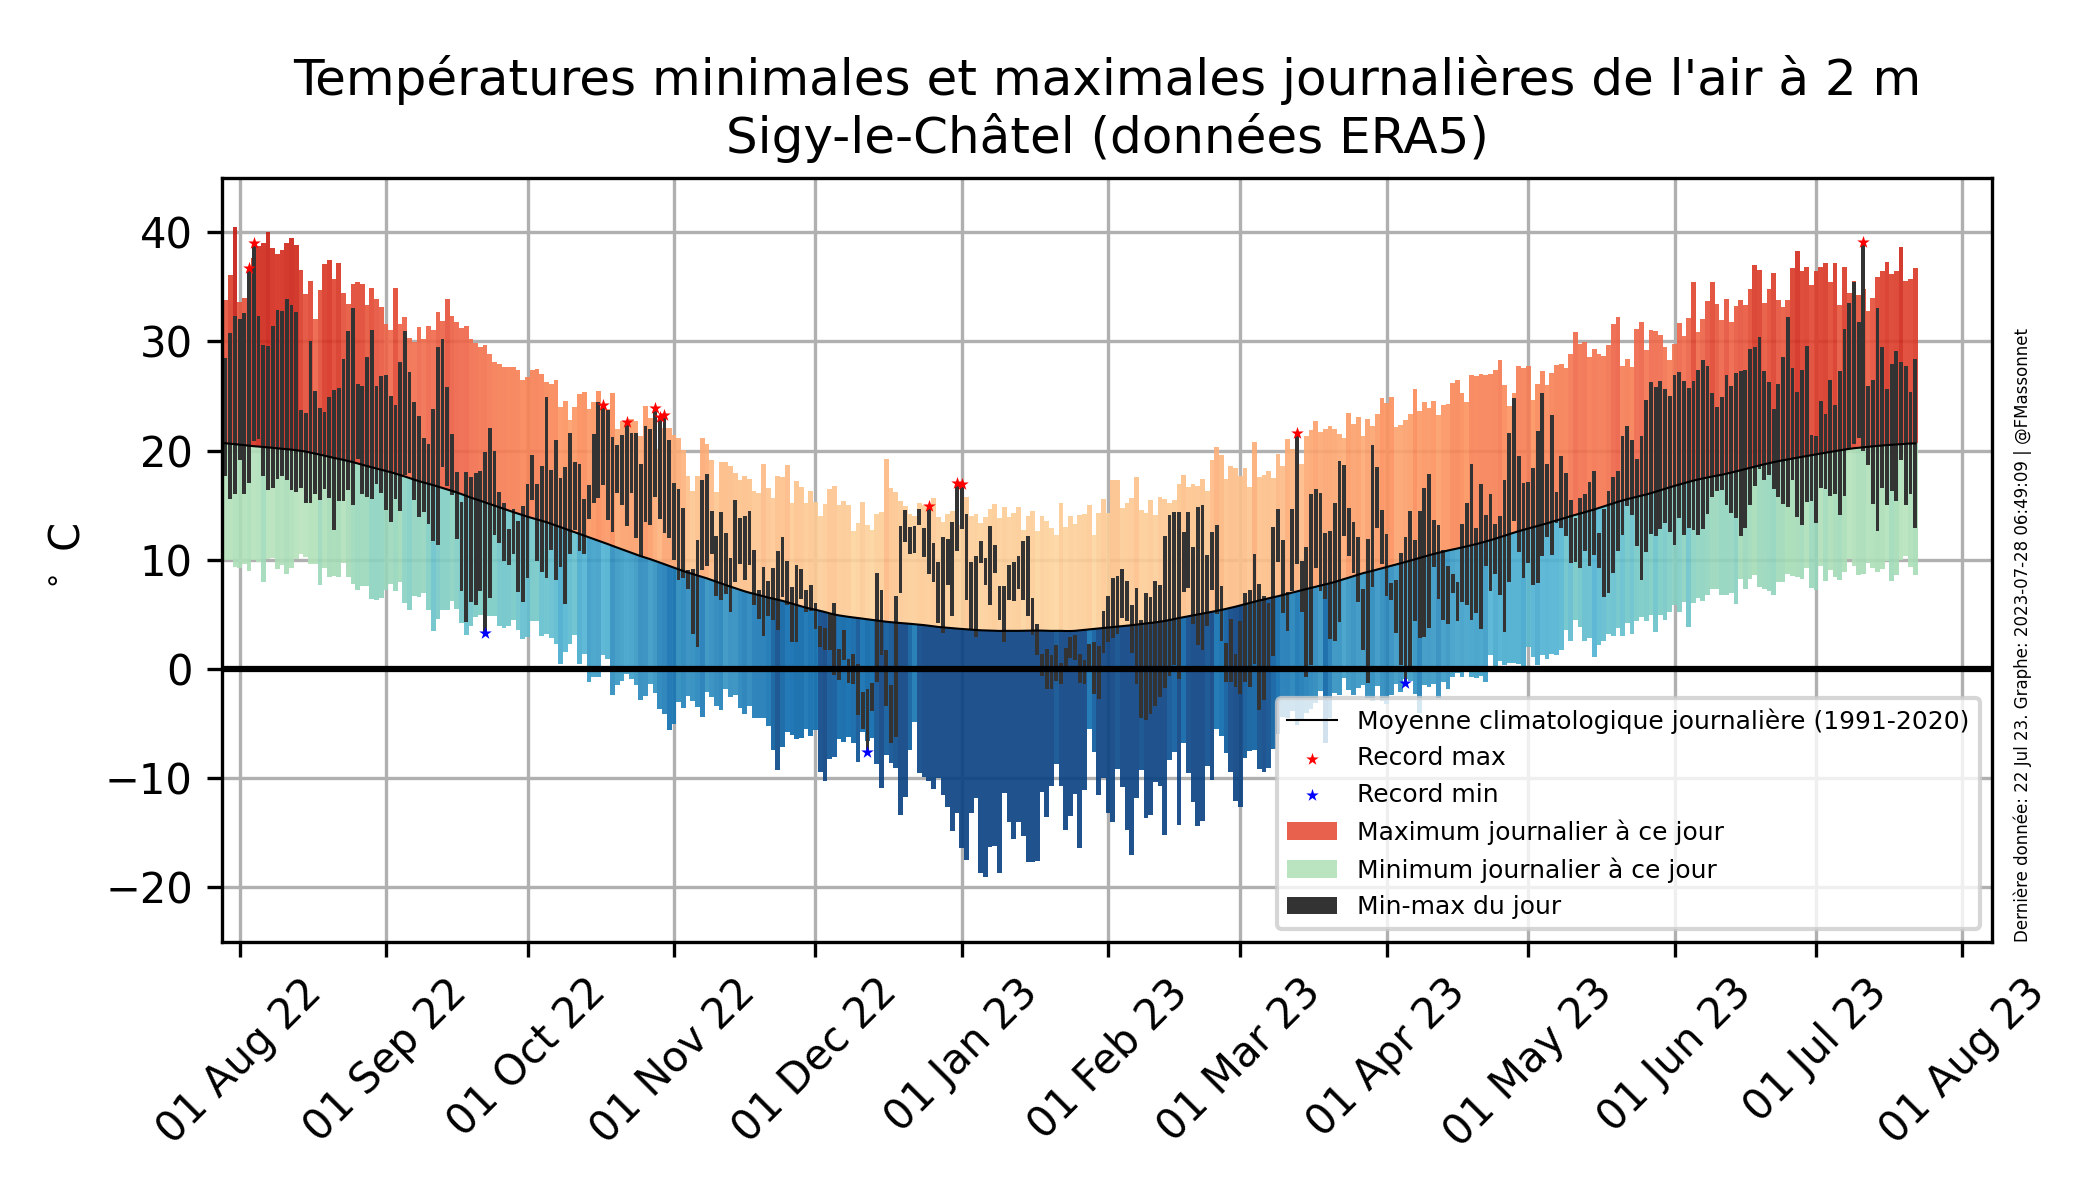 Températures minimales et maximales journalières de l'air à 2 m
Sigy-le-Châtel (données ERA5)
° C
40
30
20
10
0
−10
−20
Moyenne climatologique journalière (1991-2020)
Record max
Record min
Maximum journalier à ce jour
Minimum journalier à ce jour
Min-max du jour
01 Aug 22
01 Sep 22
01 Oct 22
01 Nov 22
01 Dec 22
01 Jan 23
01 Feb 23
01 Mar 23
01 Apr 23
01 May 23
01 Jun 23
01 Jul 23
01 Aug 23
Dernière donnée: 22 Jul 23. Graphe: 2023-07-28 06:49:09 | @FMassonnet